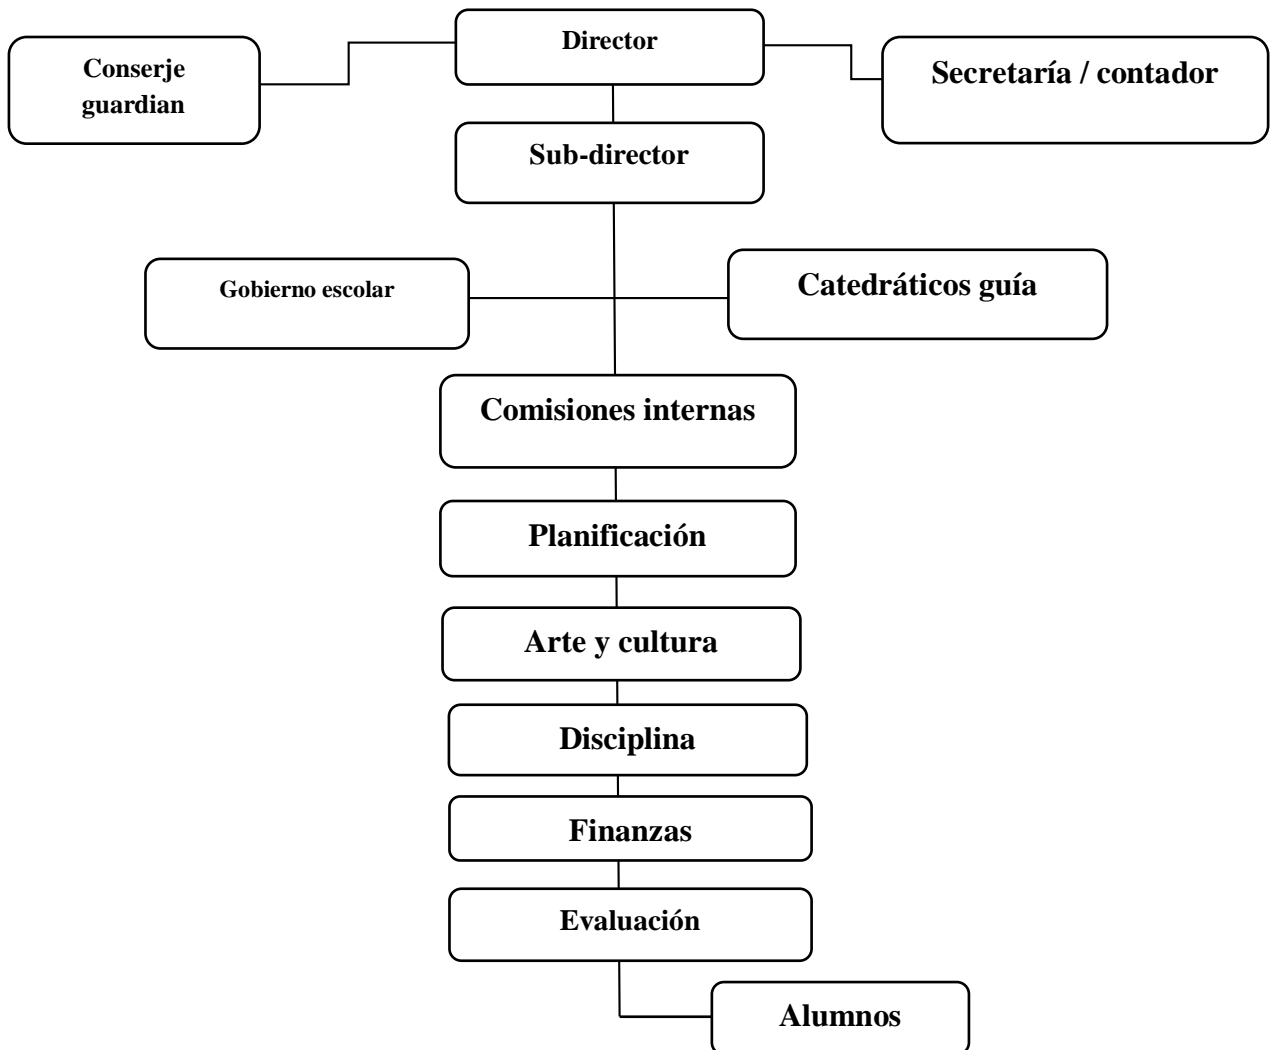 Director
Conserje
guardian
Secretaría / contador
Sub-director
Gobierno escolar
Catedráticos guía
Comisiones internas
Planificación
Arte y cultura
Disciplina
Finanzas
Evaluación
Alumnos